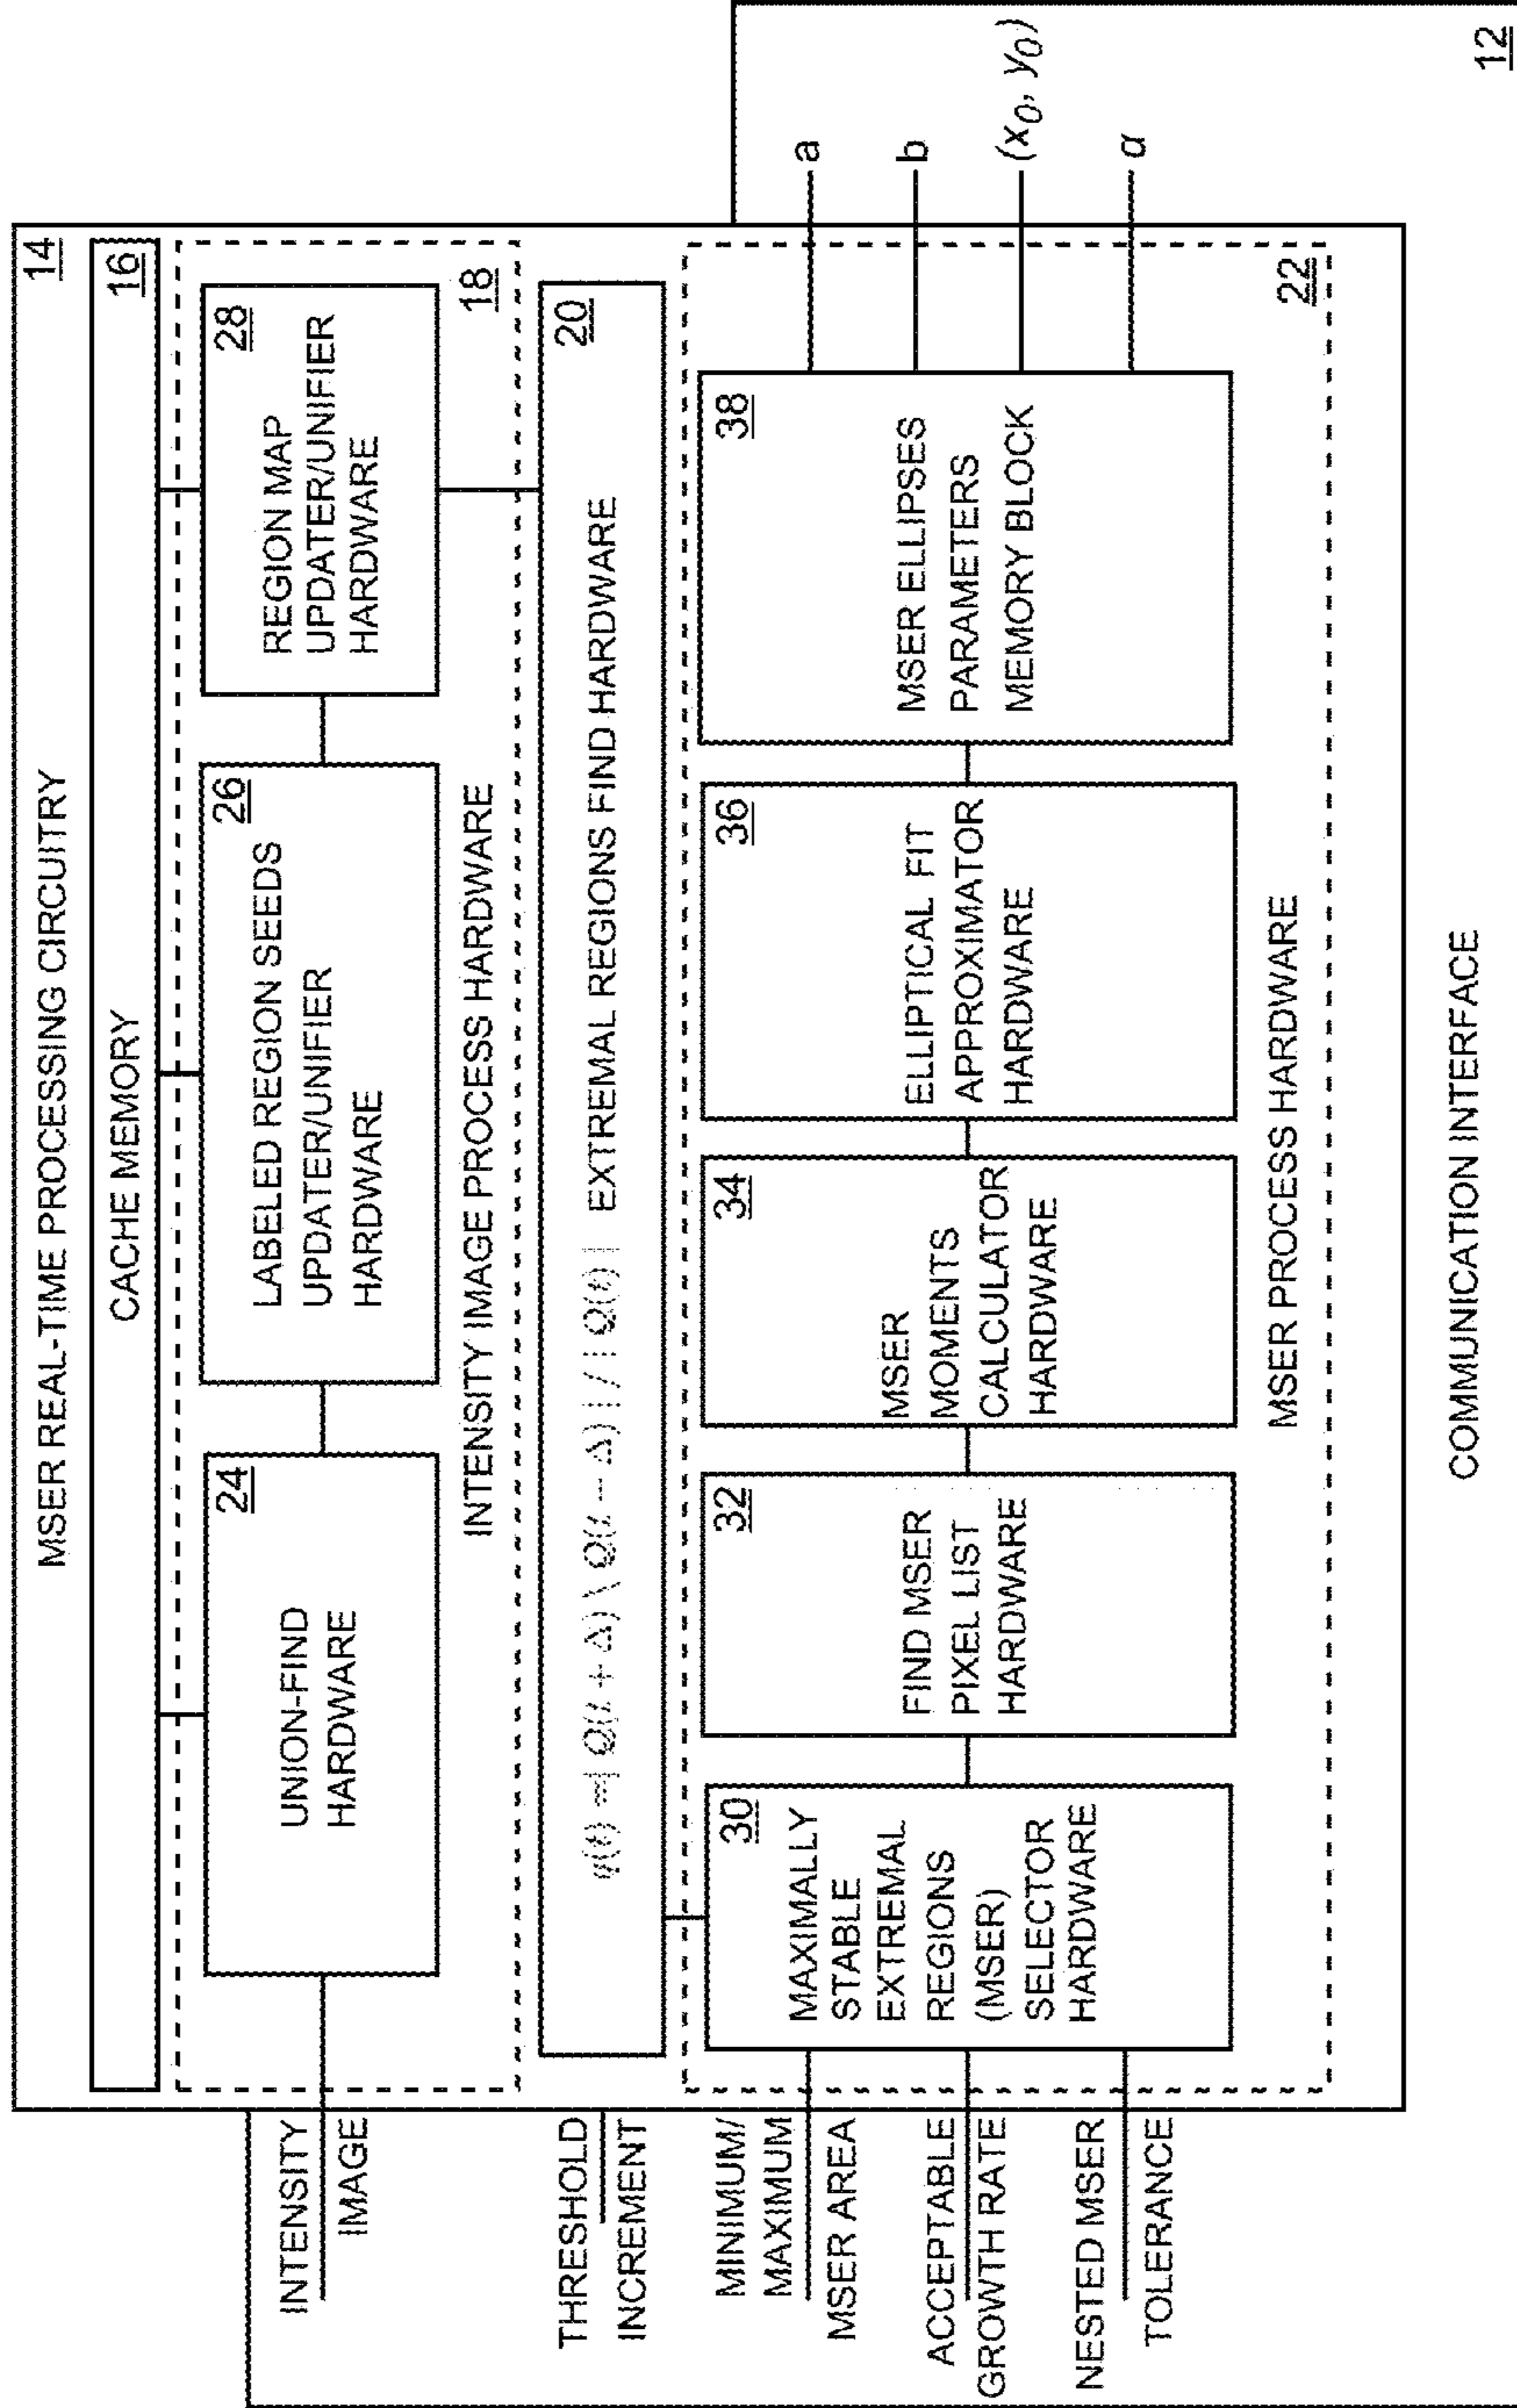 MSER REAL-TIME PROCESSING CIRCUITRY
14
CACHE MEMORY
16
INTENSITY
IMAGE
UNION-FIND
HARDWARE
24
LABELED REGION SEEDS
UPDATER/UNIFIER
HARDWARE
26
REGION MAP
UPDATER/UNIFIER
HARDWARE
28
INTENSITY IMAGE PROCESS HARDWARE
18
THRESHOLD
INCREMENT
q(t) =| Q(t + Δ) \ Q(t − Δ) | / | Q(t) |
EXTREMAL REGIONS FIND HARDWARE
20
MINIMUM/
MAXIMUM
MSER AREA
ACCEPTABLE
GROWTH RATE
NESTED MSER
TOLERANCE
30
MAXIMALLY
STABLE
EXTREMAL
REGIONS
(MSER)
SELECTOR
HARDWARE
32
FIND MSER
PIXEL LIST
HARDWARE
34
MSER
MOMENTS
CALCULATOR
HARDWARE
36
ELLIPTICAL FIT
APPROXIMATOR
HARDWARE
38
MSER ELLIPSES
PARAMETERS
MEMORY BLOCK
a
b
(x0, y0)
α
MSER PROCESS HARDWARE
22
COMMUNICATION INTERFACE
12